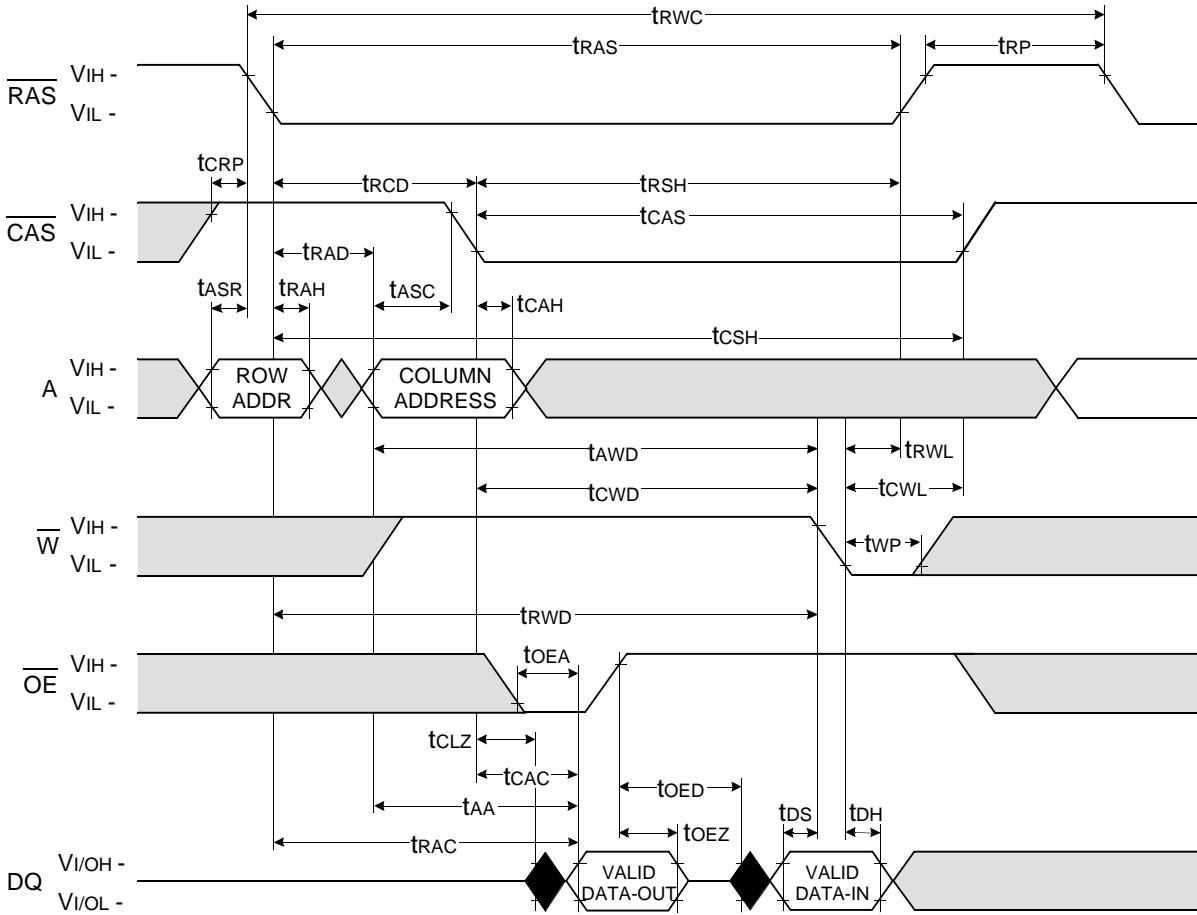 tRWC
tRAS
tRP
RAS
VIH -
VIL -
tCRP
tRCD
tRSH
CAS
VIH -
VIL -
tCAS
tRAD
tASR
tRAH
tASC
tCAH
tCSH
A
VIH -
VIL -
ROW
ADDR
COLUMN
ADDRESS
tAWD
tRWL
tCWD
tCWL
W
VIH -
VIL -
tWP
tRWD
OE
VIH -
VIL -
tOEA
tCLZ
tCAC
tOED
tAA
tOEZ
tDS
tDH
tRAC
DQ
VI/OH -
VI/OL -
VALID
DATA-OUT
VALID
DATA-IN